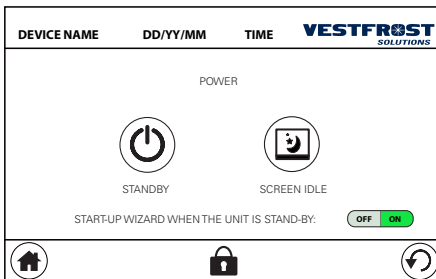 DEVICE NAME DD/YY/MM TIME VESTFROST
SOLUTIONS
POWER
STANDBY SCREEN IDLE
START-UP WIZARD WHEN THE UNIT IS STAND-BY: OFF ON